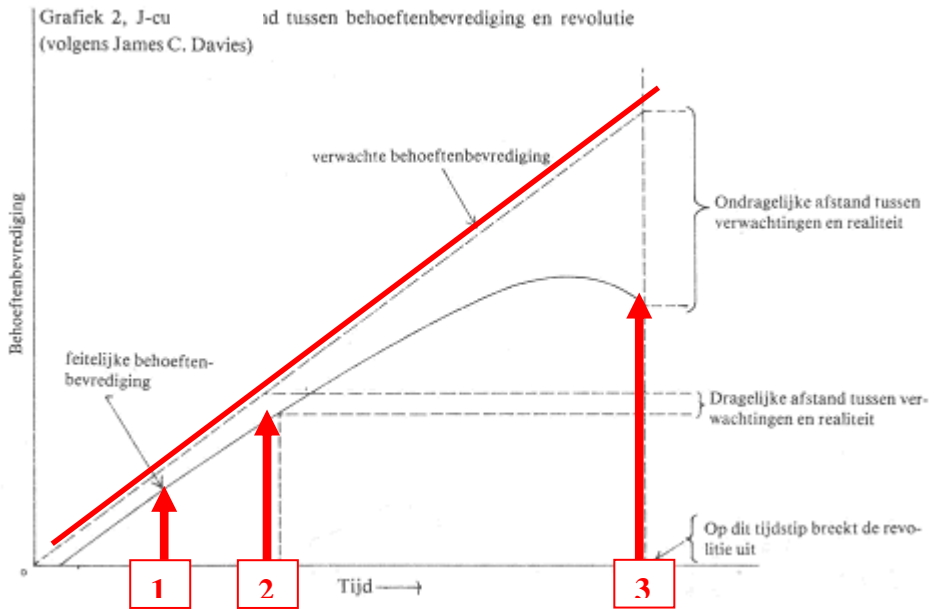 Grafiek 2, J-cu
nd tussen behoeftenbevrediging en revolutie
(volgens James C. Davies)
verwachte behoeftenbevrediging
Ondragelijke afstand tussen
verwachtingen en realiteit
Behoeftenbevrediging
feitelijke behoeften-
bevrediging
Dragelijke afstand tussen ver-
wachtingen en realiteit
Op dit tijdstip breekt de revo-
litie uit
0
1
2
3
Tijd